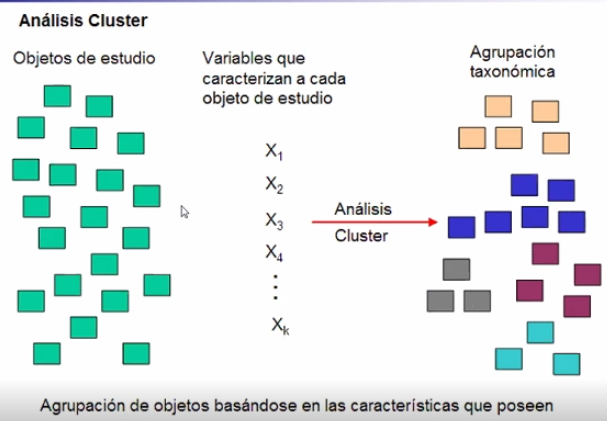 Análisis Cluster
Objetos de estudio
Variables que
caracterizan a cada
objeto de estudio
Agrupación
taxonómica
X1
X2
X3
X4
⋮
Xk
Análisis
Cluster
Agrupación de objetos basándose en las características que poseen